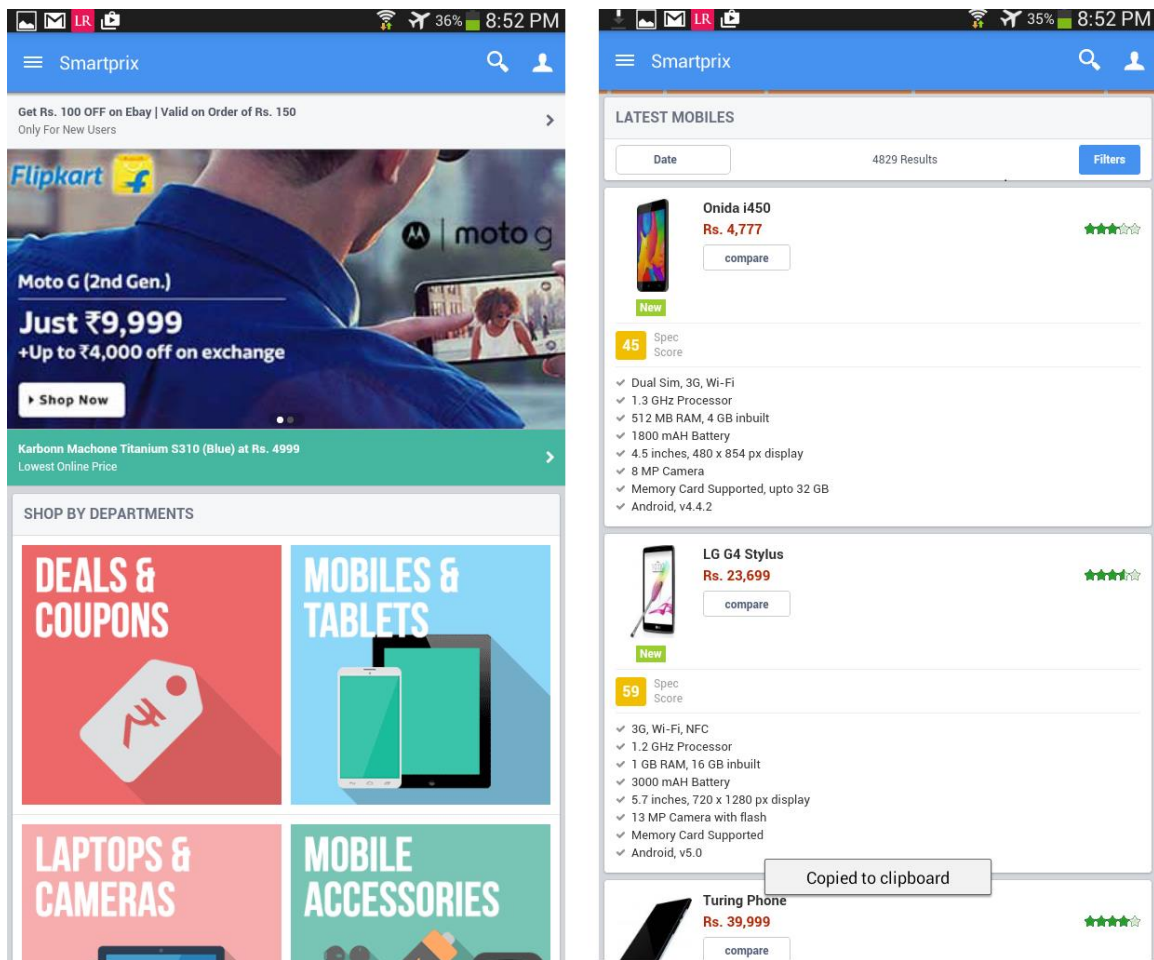 LR 36% 8:52 PM
Smartprix
Get Rs. 100 OFF on Ebay | Valid on Order of Rs. 150
Only For New Users
Flipkart
moto g
Moto G (2nd Gen.)
Just ₹9,999
+Up to ₹4,000 off on exchange
Shop Now
Karbonn Machone Titanium S310 (Blue) at Rs. 4999
Lowest Online Price
SHOP BY DEPARTMENTS
DEALS &
COUPONS
MOBILES &
TABLETS
LAPTOPS &
CAMERAS
MOBILE
ACCESSORIES
LR 35% 8:52 PM
Smartprix
LATEST MOBILES
Date 4829 Results Filters
Onida i450
Rs. 4,777
compare
New
45 Spec
Score
Dual Sim, 3G, Wi-Fi
1.3 GHz Processor
512 MB RAM, 4 GB inbuilt
1800 mAH Battery
4.5 inches, 480 x 854 px display
8 MP Camera
Memory Card Supported, upto 32 GB
Android, v4.4.2
LG G4 Stylus
Rs. 23,699
compare
New
59 Spec
Score
3G, Wi-Fi, NFC
1.2 GHz Processor
1 GB RAM, 16 GB inbuilt
3000 mAH Battery
5.7 inches, 720 x 1280 px display
13 MP Camera with flash
Memory Card Supported
Android, v5.0
Copied to clipboard
Turing Phone
Rs. 39,999
compare